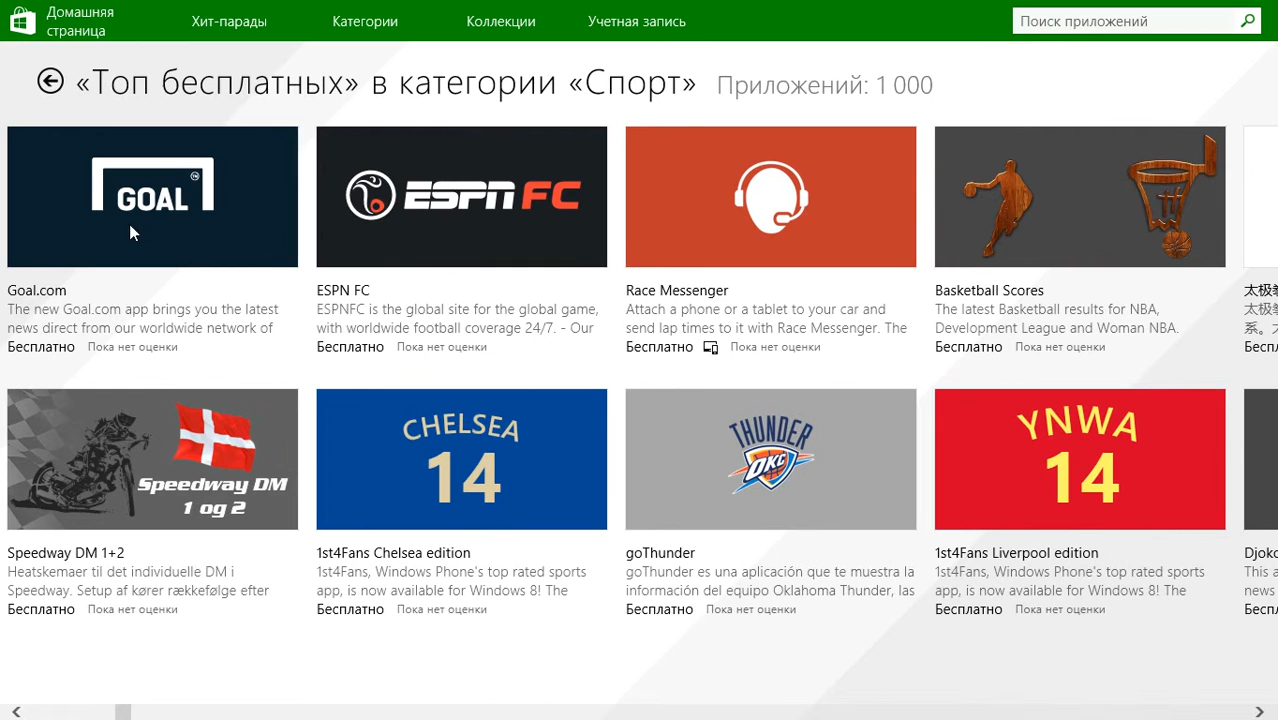 Домашняя страница
Хит-парады
Категории
Коллекции
Учетная запись
Поиск приложений
«Топ бесплатных» в категории «Спорт» Приложений: 1 000
GOAL
Goal.com
The new Goal.com app brings you the latest
news direct from our worldwide network of
Бесплатно Пока нет оценки
ESPN FC
ESPN FC
ESPNFC is the global site for the global game,
with worldwide football coverage 24/7. - Our
Бесплатно Пока нет оценки
Race Messenger
Attach a phone or a tablet to your car and
send lap times to it with Race Messenger. The
Бесплатно Пока нет оценки
Basketball Scores
The latest Basketball results for NBA,
Development League and Woman NBA.
Бесплатно Пока нет оценки
太极
系。
Бесп
Speedway DM
1 og 2
Speedway DM 1+2
Heatskemaer til det individuelle DM i
Speedway. Setup af kører rækkefølge efter
Бесплатно Пока нет оценки
CHELSEA
14
1st4Fans Chelsea edition
1st4Fans, Windows Phone's top rated sports
app, is now available for Windows 8! The
Бесплатно Пока нет оценки
THUNDER
OKC
goThunder
goThunder es una aplicación que te muestra la
información del equipo Oklahoma Thunder, las
Бесплатно Пока нет оценки
YNWA
14
1st4Fans Liverpool edition
1st4Fans, Windows Phone's top rated sports
app, is now available for Windows 8! The
Бесплатно Пока нет оценки
Djoko
This a
news
Бесп